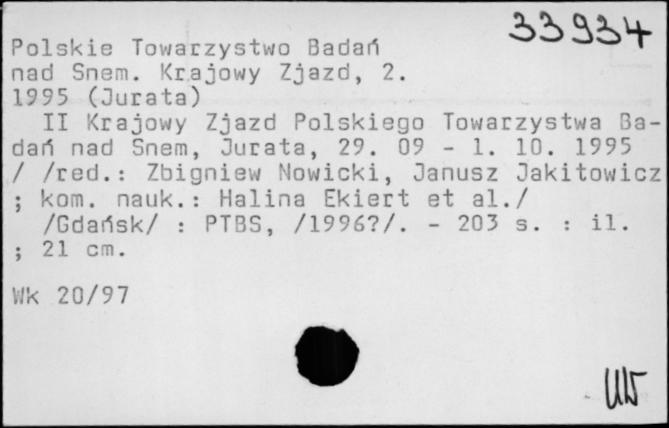 33934
Polskie Towarzystwo Badań
nad Snem. Krajowy Zjazd, 2.
1995 (Jurata)
II Krajowy Zjazd Polskiego Towarzystwa Ba-
dań nad Snem, Jurata, 29. 09 - 1. 10. 1995
/ /red.: Zbigniew Nowicki, Janusz Jakitowicz
; kom. nauk.: Halina Ekiert et al./
/Gdańsk/ : PTBS, /1996?/. - 203 s. : il.
; 21 cm.
Wk 20/97
UW